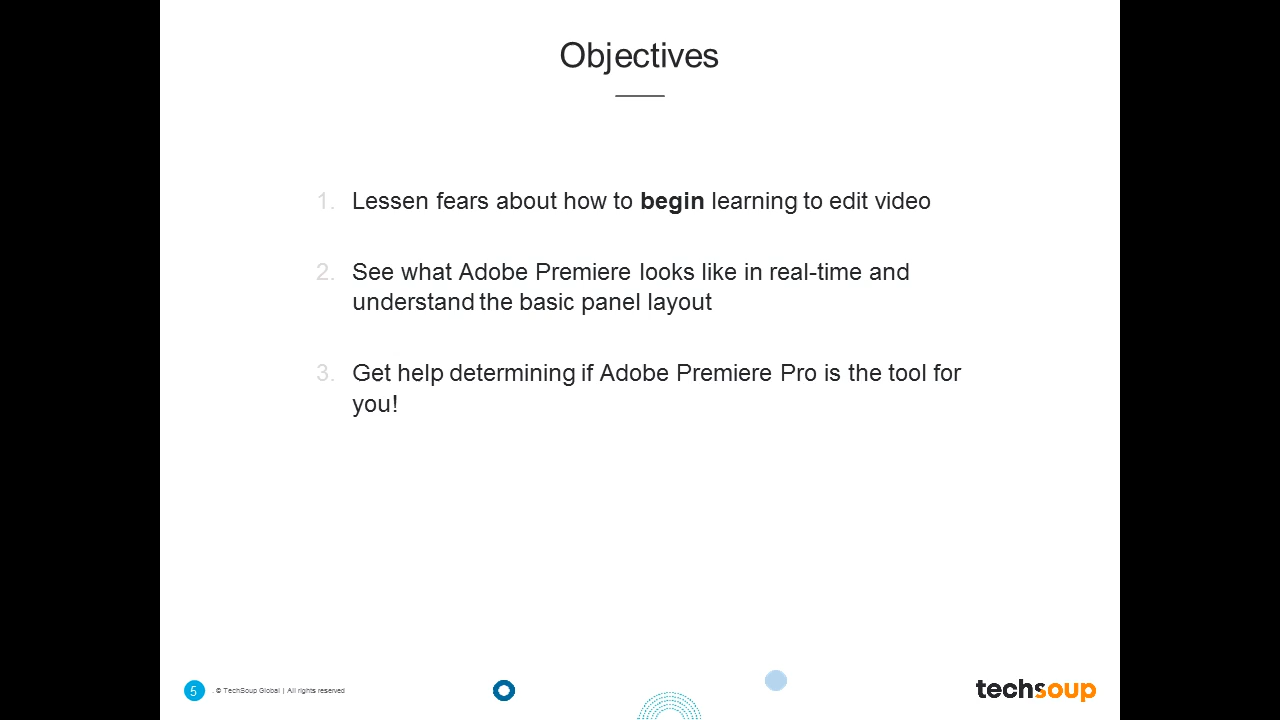 Objectives
1. Lessen fears about how to begin learning to edit video
2. See what Adobe Premiere looks like in real-time and
understand the basic panel layout
3. Get help determining if Adobe Premiere Pro is the tool for
you!
5 . © TechSoup Global | All rights reserved
techsoup